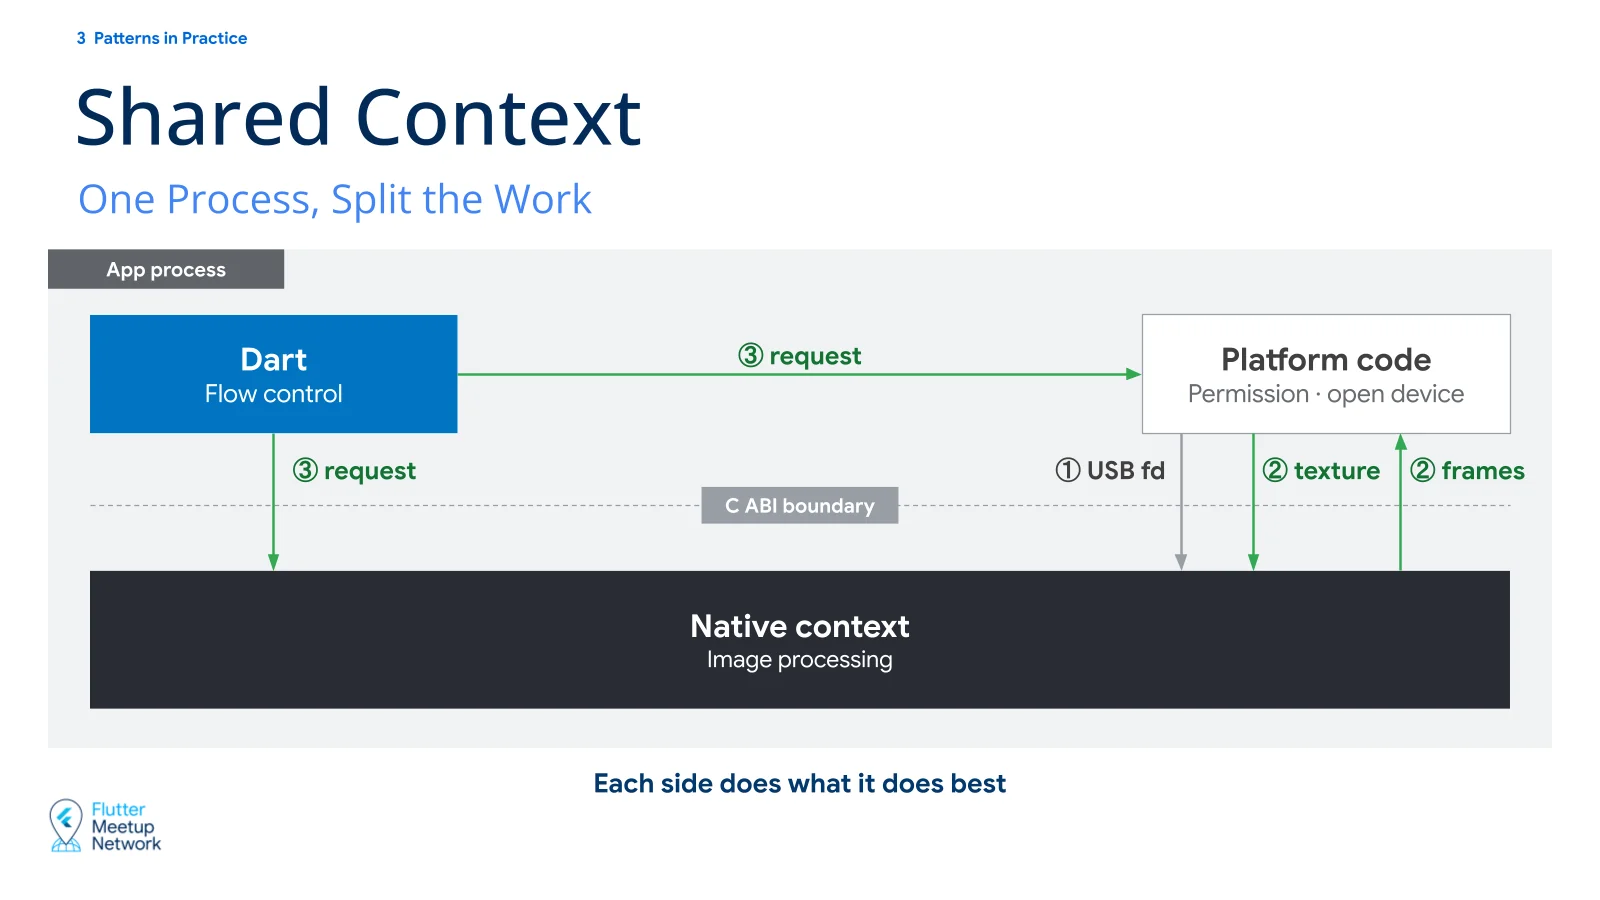 3 Patterns in Practice
Shared Context
One Process, Split the Work
App process
Dart
Flow control
③ request
Platform code
Permission · open device
③ request
① USB fd
② texture
② frames
C ABI boundary
Native context
Image processing
Each side does what it does best
Flutter
Meetup
Network